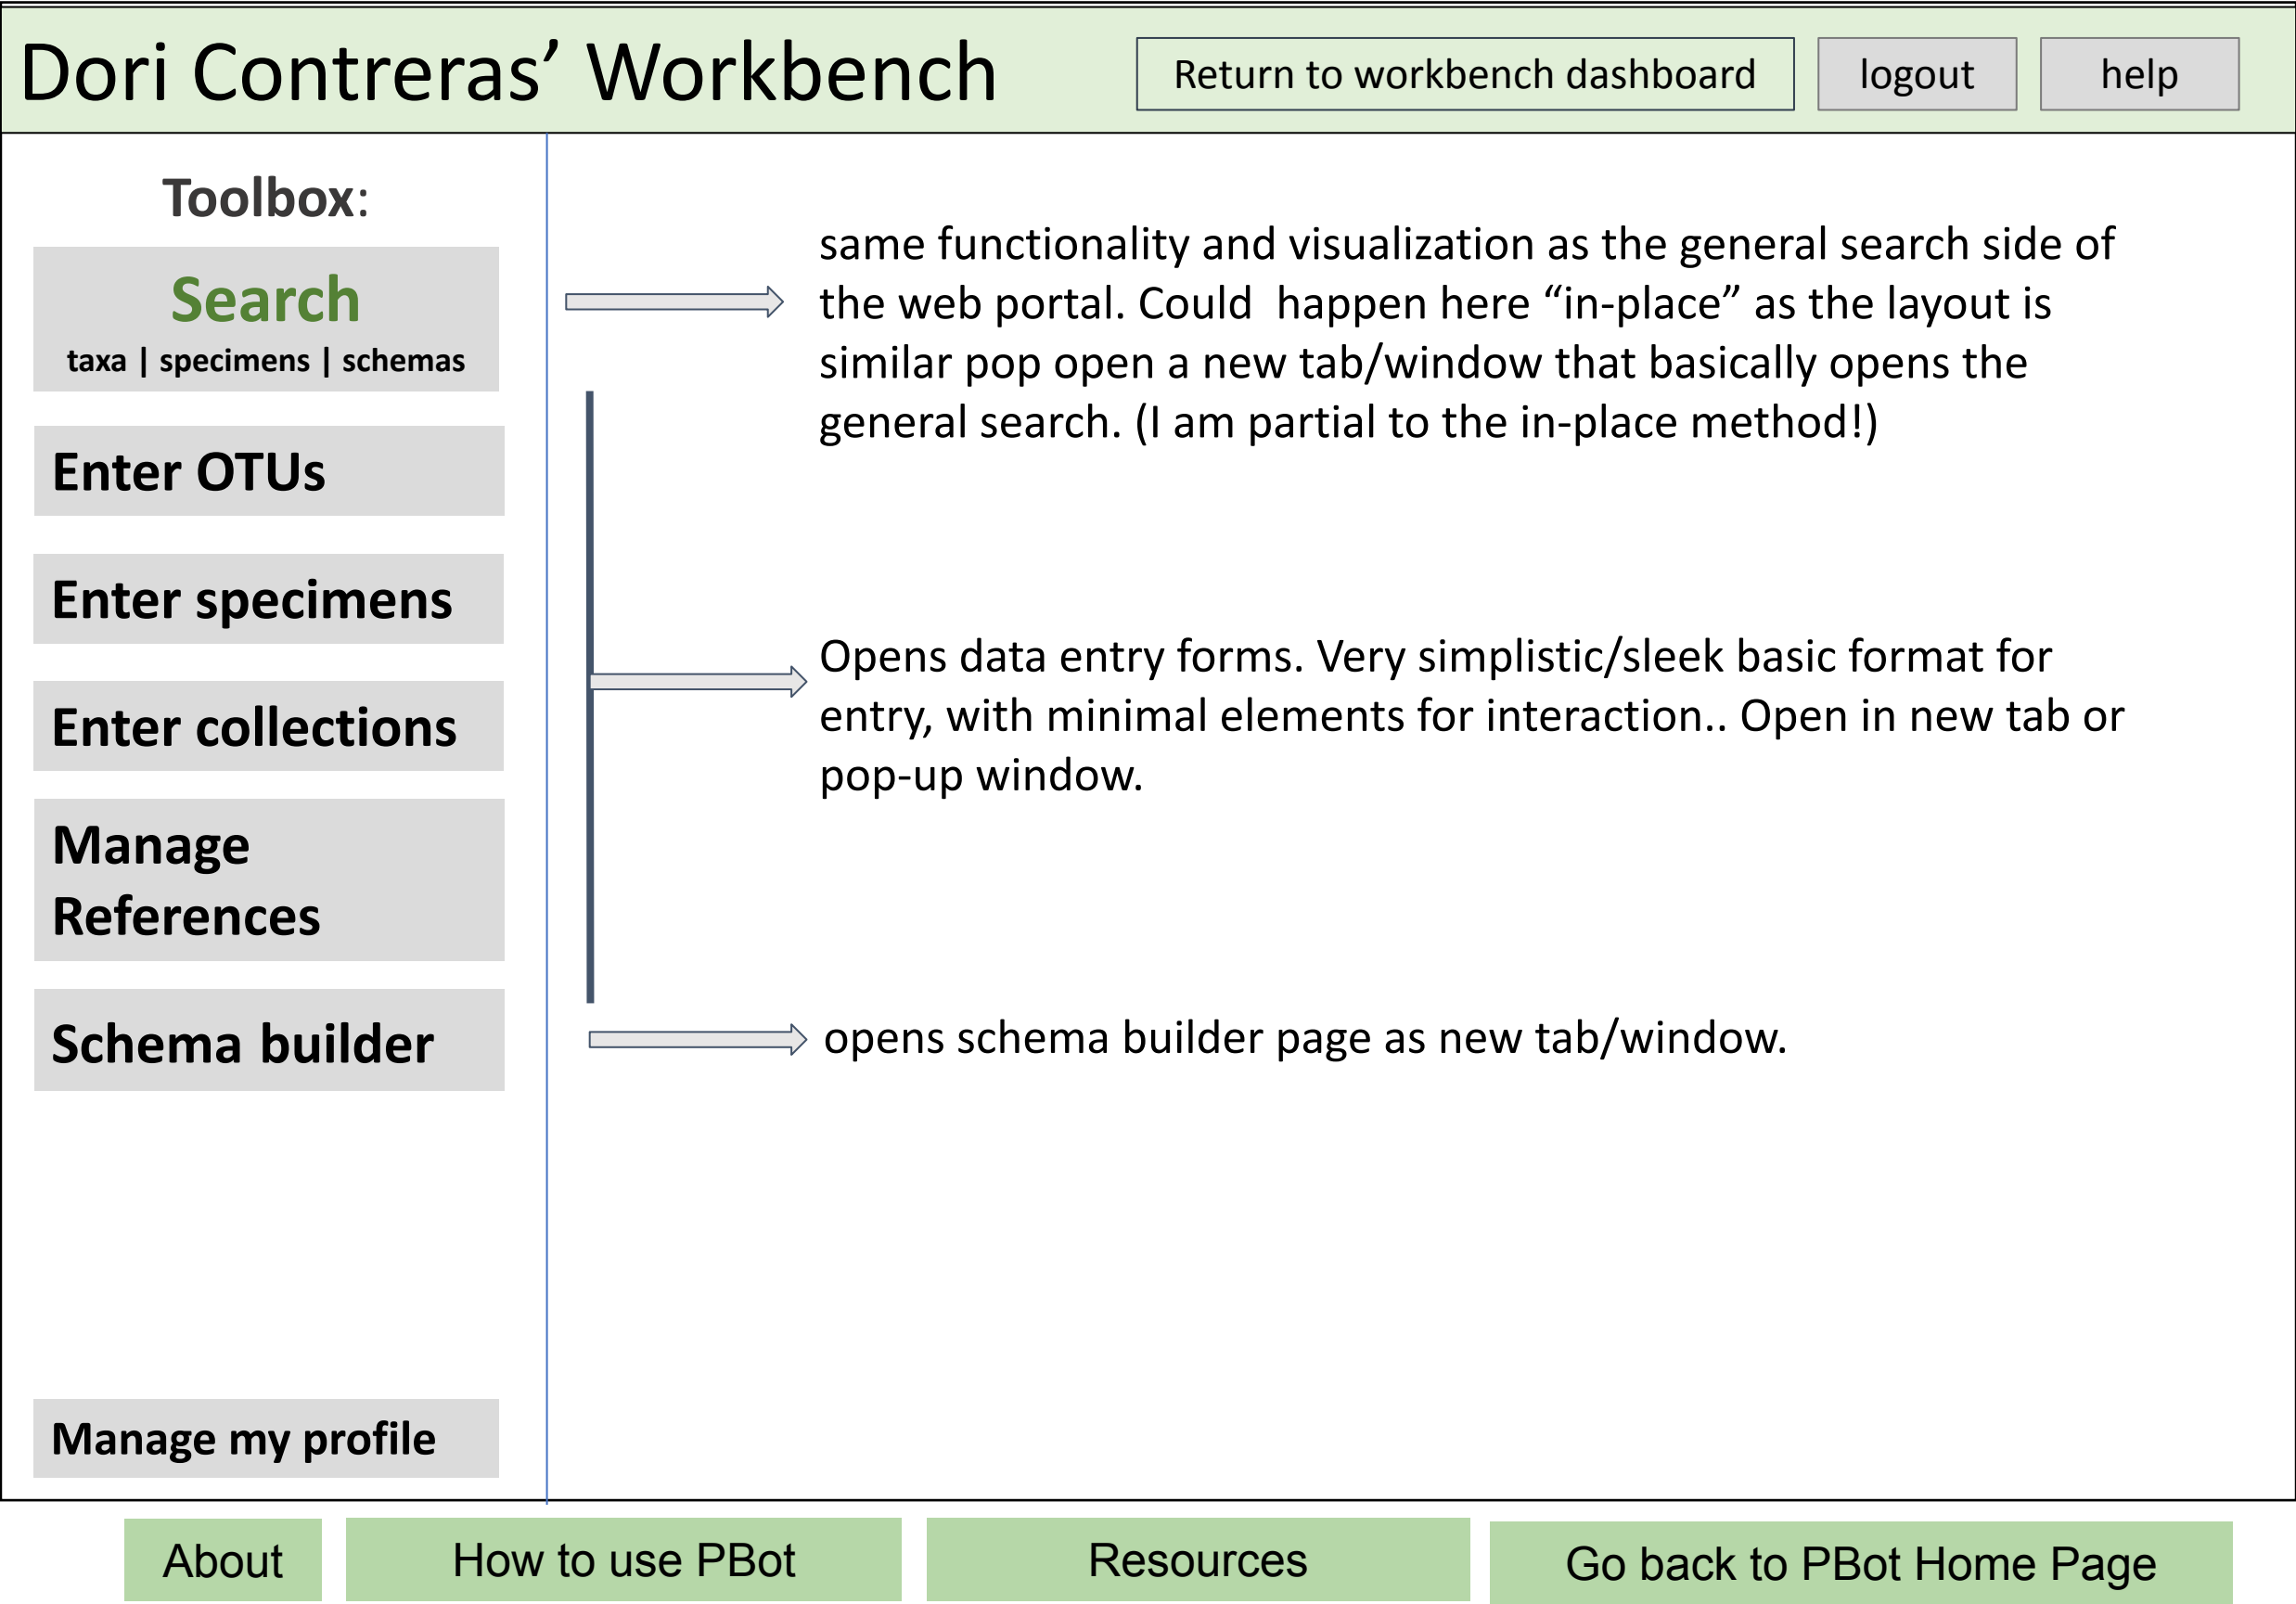 Dori Contreras’ Workbench
Return to workbench dashboard
logout
help
Toolbox:
Search
taxa | specimens | schemas
same functionality and visualization as the general search side of
the web portal. Could  happen here “in-place” as the layout is
similar pop open a new tab/window that basically opens the
general search. (I am partial to the in-place method!)
Enter OTUs
Enter specimens
Enter collections
Manage
References
Opens data entry forms. Very simplistic/sleek basic format for
entry, with minimal elements for interaction.. Open in new tab or
pop-up window.
Schema builder
opens schema builder page as new tab/window.
Manage my profile
About
How to use PBot
Resources
Go back to PBot Home Page